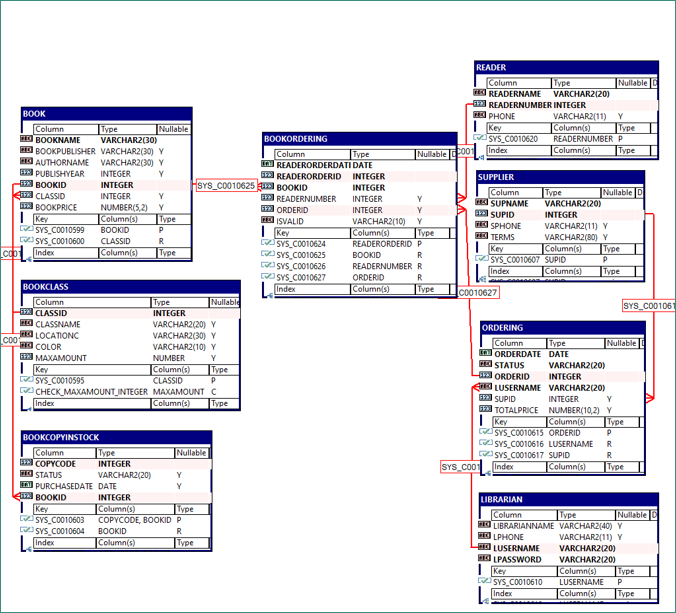 READER
Column Type Nullable D
READERNAME VARCHAR2(20)
READERNUMBER INTEGER
PHONE VARCHAR2(11) Y
Key Column(s) Type
SYS_C0010620 READERNUMBER P
Index Column(s) Type
BOOK
Column Type Nullable
BOOKNAME VARCHAR2(30)
BOOKPUBLISHER VARCHAR2(30) Y
AUTHORNAME VARCHAR2(30) Y
PUBLISHYEAR INTEGER Y
BOOKID INTEGER
CLASSID INTEGER Y
BOOKPRICE NUMBER(5,2) Y
Key Column(s) Type
SYS_C0010599 BOOKID P
SYS_C0010600 CLASSID R
Index Column(s) Type
SYS_C0010625
BOOKORDERING
Column Type Nullable D
READERORDERDATI DATE
READERORDERID INTEGER
BOOKID INTEGER
READERNUMBER INTEGER Y
ORDERID INTEGER Y
ISVALID VARCHAR2(10) Y
Key Column(s) Type
SYS_C0010624 READERORDERID P
SYS_C0010625 BOOKID R
SYS_C0010626 READERNUMBER R
SYS_C0010627 ORDERID R
Index Column(s) Type
C001
C0010627
SUPPLIER
Column Type Nullable
SUPNAME VARCHAR2(20)
SUPID INTEGER
SPHONE VARCHAR2(11) Y
TERMS VARCHAR2(80) Y
Key Column(s) Type
SYS_C0010607 SUPID P
SYS_C001061
BOOKCLASS
Column Type Nullable
CLASSID INTEGER
CLASSNAME VARCHAR2(20) Y
LOCATIONC VARCHAR2(30) Y
COLOR VARCHAR2(10) Y
MAXAMOUNT NUMBER Y
Key Column(s) Type
SYS_C0010595 CLASSID P
CHECK_MAXAMOUNT_INTEGER MAXAMOUNT C
Index Column(s) Type
_C001
_C00
ORDERING
Column Type Nullable D
ORDERDATE DATE
STATUS VARCHAR2(20)
ORDERID INTEGER
LUSERNAME VARCHAR2(20)
SUPID INTEGER Y
TOTALPRICE NUMBER(10,2) Y
Key Column(s) Type
SYS_C0010615 ORDERID P
SYS_C0010616 LUSERNAME R
SYS_C0010617 SUPID R
Index Column(s) Type
SYS_C001
BOOKCOPYINSTOCK
Column Type Nullable
COPYCODE INTEGER
STATUS VARCHAR2(20) Y
PURCHASEDATE DATE Y
BOOKID INTEGER
Key Column(s) Type
SYS_C0010603 COPYCODE, BOOKID P
SYS_C0010604 BOOKID R
Index Column(s) Type
LIBRARIAN
Column Type Nullable D
LIBRARIANNAME VARCHAR2(40) Y
LPHONE VARCHAR2(11) Y
LUSERNAME VARCHAR2(20)
LPASSWORD VARCHAR2(20)
Key Column(s) Type
SYS_C0010610 LUSERNAME P